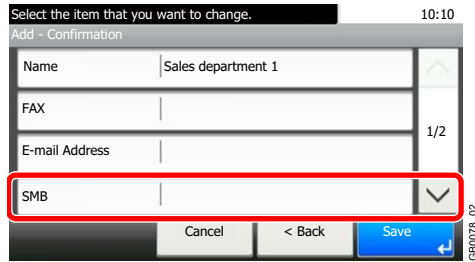 Select the item that you want to change. 10:10
Add - Confirmation
Name Sales department 1
FAX
1/2
E-mail Address
SMB
Cancel < Back Save
GB0078_02